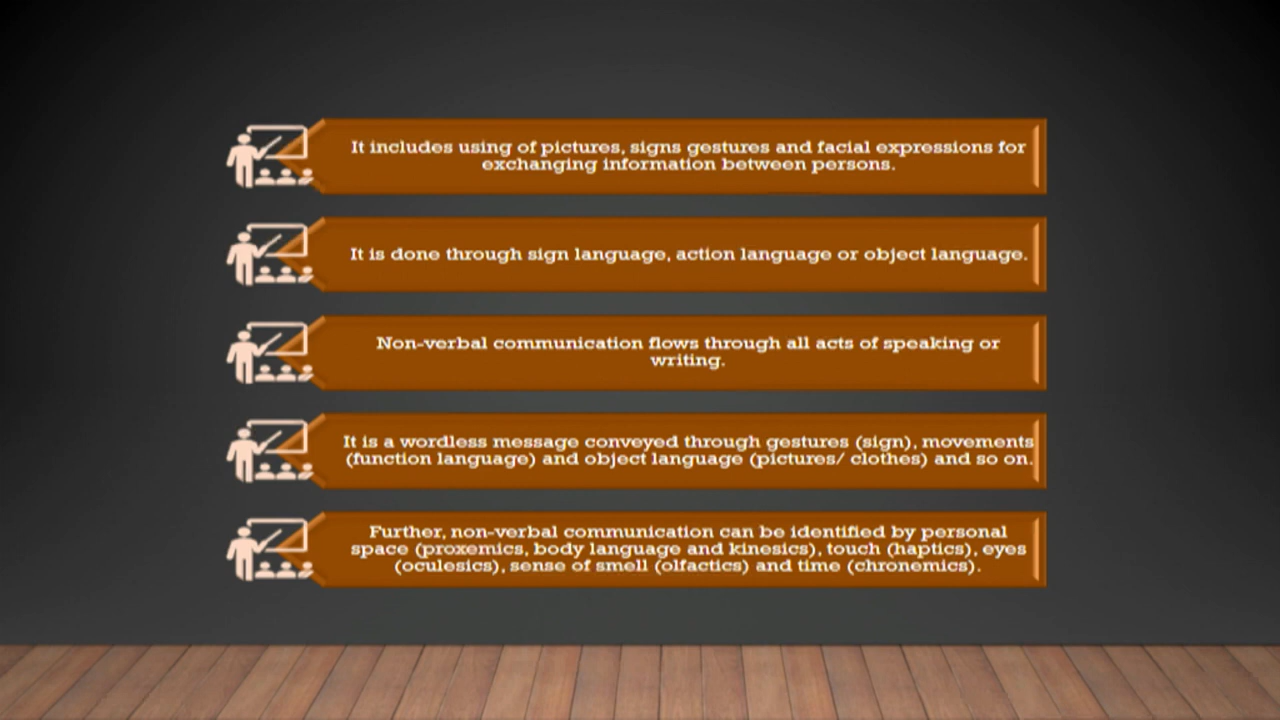 It includes using of pictures, signs gestures and facial expressions for
exchanging information between persons.
It is done through sign language, action language or object language.
Non-verbal communication flows through all acts of speaking or
writing.
It is a wordless message conveyed through gestures (sign), movements
(function language) and object language (pictures/ clothes) and so on.
Further, non-verbal communication can be identified by personal
space (proxemics, body language and kinesics), touch (haptics), eyes
(oculesics), sense of smell (olfactics) and time (chronemics).